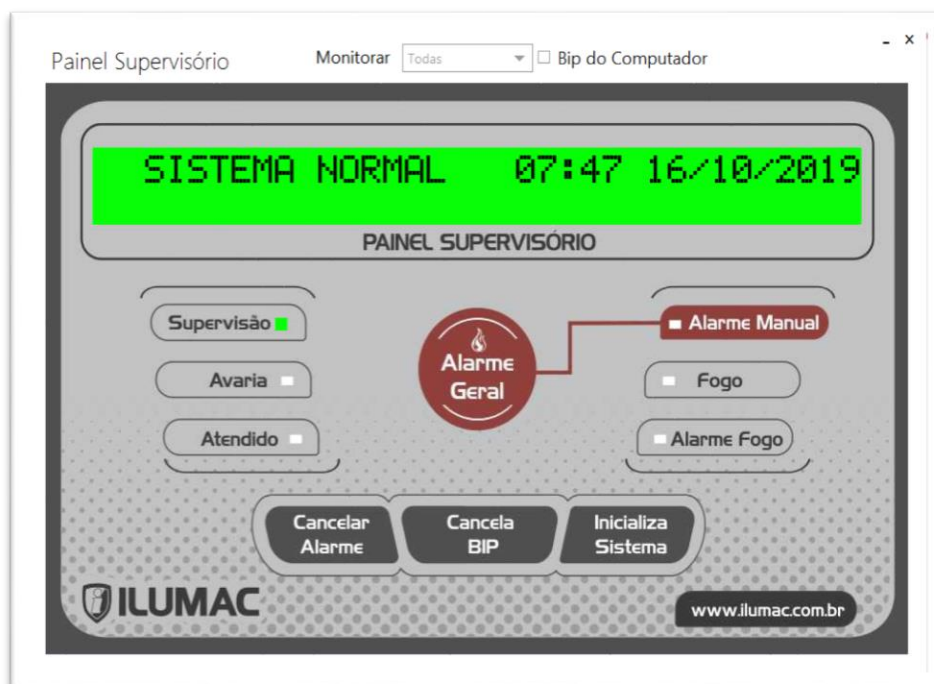 Painel Supervisório Monitorar Todas Bip do Computador
SISTEMA NORMAL 07:47 16/10/2019
PAINEL SUPERVISÓRIO
Supervisão
Avaria
Atendido
Alarme
Geral
Alarme Manual
Fogo
Alarme Fogo
Cancelar
Alarme
Cancela
BIP
Inicializa
Sistema
ILUMAC
www.ilumac.com.br